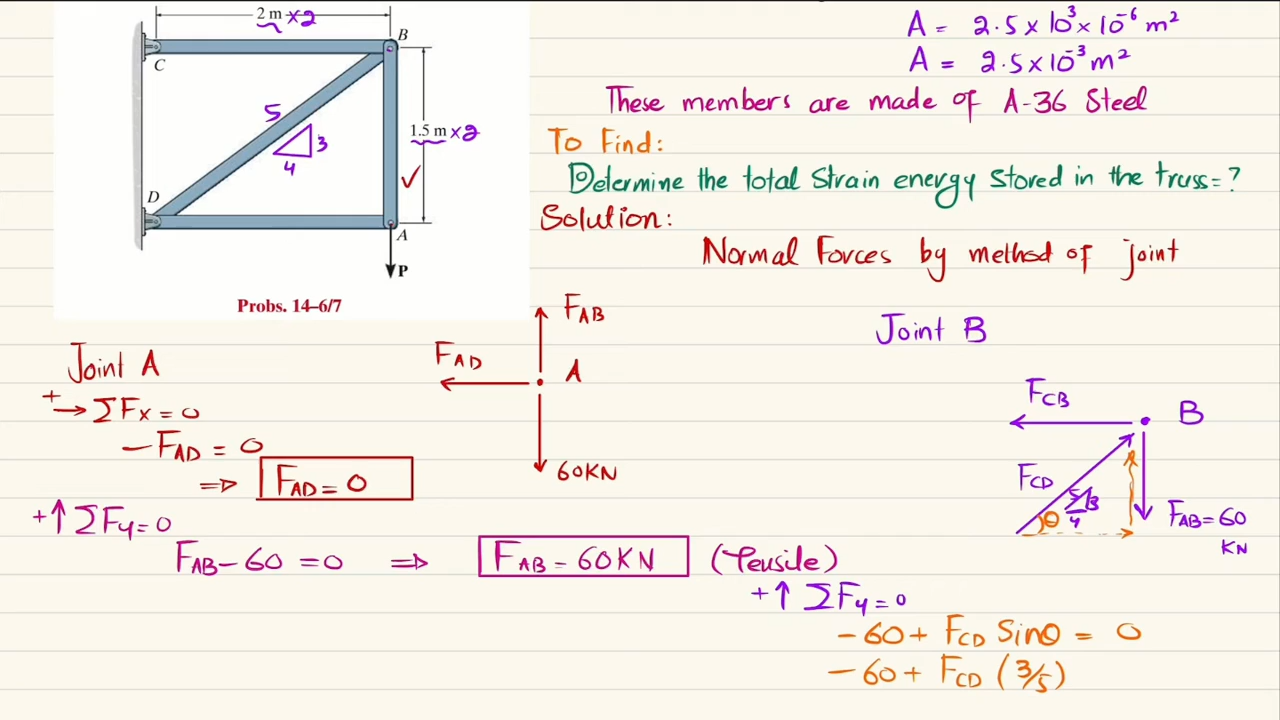 2 m ×2
B
C
5
3
4
1.5 m ×2
✓
D
A
P
Probs. 14–6/7
A = 2.5 × 10³ × 10⁻⁶ m²
A = 2.5 × 10⁻³ m²
These members are made of A-36 Steel
To Find:
Determine the total strain energy stored in the truss = ?
Solution:
Normal Forces by method of joint
Joint A
+→ ΣFx = 0
−F_AD = 0
⇒ F_AD = 0
F_AB
F_AD
A
60KN
+↑ ΣFy = 0
F_AB − 60 = 0 ⇒ F_AB = 60KN (Tensile)
Joint B
F_CB
B
F_CD
5
3
4
θ
F_AB = 60
KN
+↑ ΣFy = 0
−60 + F_CD Sinθ = 0
−60 + F_CD (3/5)